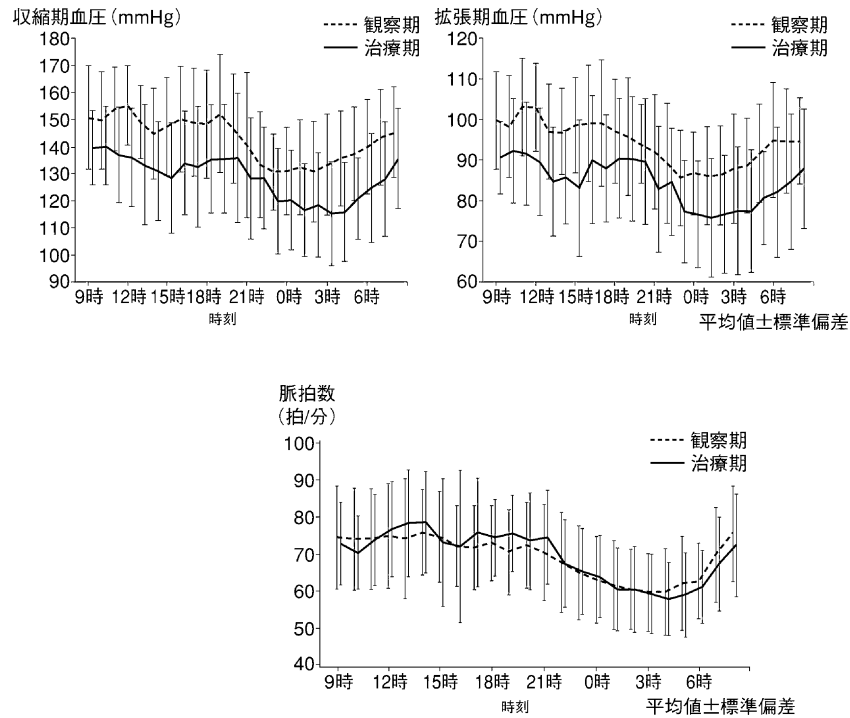 収縮期血圧（mmHg）
観察期
治療期
180
170
160
150
140
130
120
110
100
90
9時 12時 15時 18時 21時 0時 3時 6時
時刻
拡張期血圧（mmHg）
観察期
治療期
120
110
100
90
80
70
60
9時 12時 15時 18時 21時 0時 3時 6時
時刻
平均値士標準偏差
脈拍数
（拍/分）
観察期
治療期
100
90
80
70
60
50
40
9時 12時 15時 18時 21時 0時 3時 6時
時刻
平均値士標準偏差